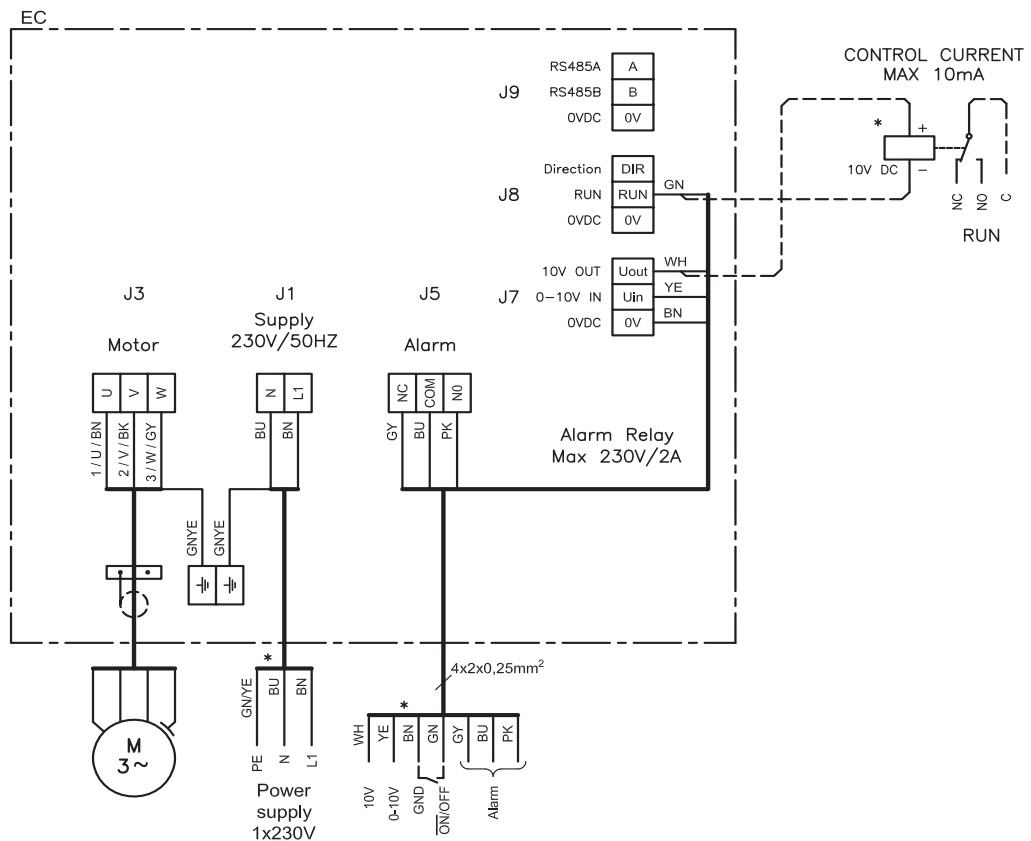 EC
CONTROL CURRENT
MAX 10mA
J9
RS485A A
RS485B B
0VDC 0V
*
+
10V DC
−
NC
NO
C
RUN
J8
Direction DIR
RUN RUN GN
0VDC 0V
J7
10V OUT Uout WH
0-10V IN Uin YE
0VDC 0V BN
J3
Motor
U
V
W
1 / U / BN
2 / V / BK
3 / W / GY
J1
Supply
230V/50HZ
N
L1
BU
BN
J5
Alarm
NC
COM
N0
GY
BU
PK
Alarm Relay
Max 230V/2A
GNYE
GNYE
M
3~
*
GN/YE
BU
BN
PE
N
L1
Power
supply
1x230V
4x2x0,25mm²
*
WH
YE
BN
GN
GY
BU
PK
10V
0-10V
GND
ON/OFF
Alarm